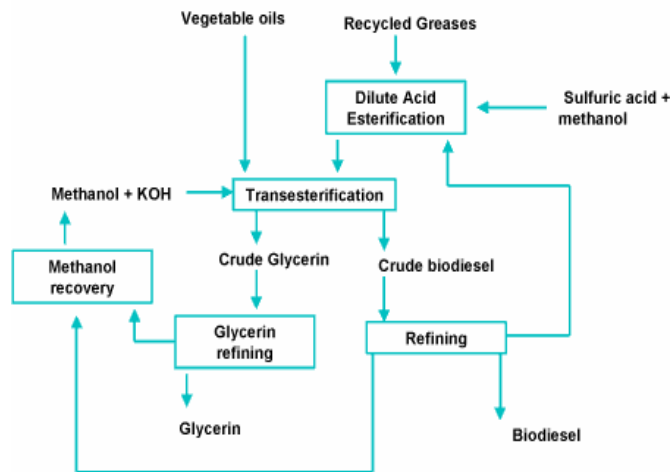 Vegetable oils
Recycled Greases
Dilute Acid
Esterification
Sulfuric acid +
methanol
Methanol + KOH
Transesterification
Methanol
recovery
Crude Glycerin
Crude biodiesel
Glycerin
refining
Refining
Glycerin
Biodiesel